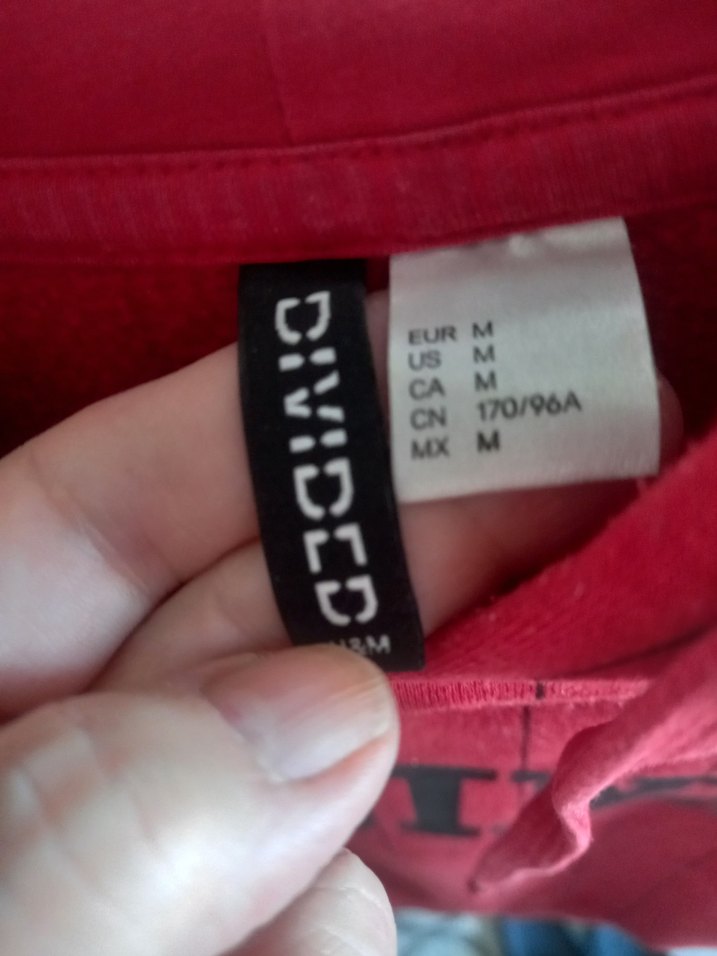 DIVIDED
H&M
EUR M
US M
CA M
CN 170/96A
MX M